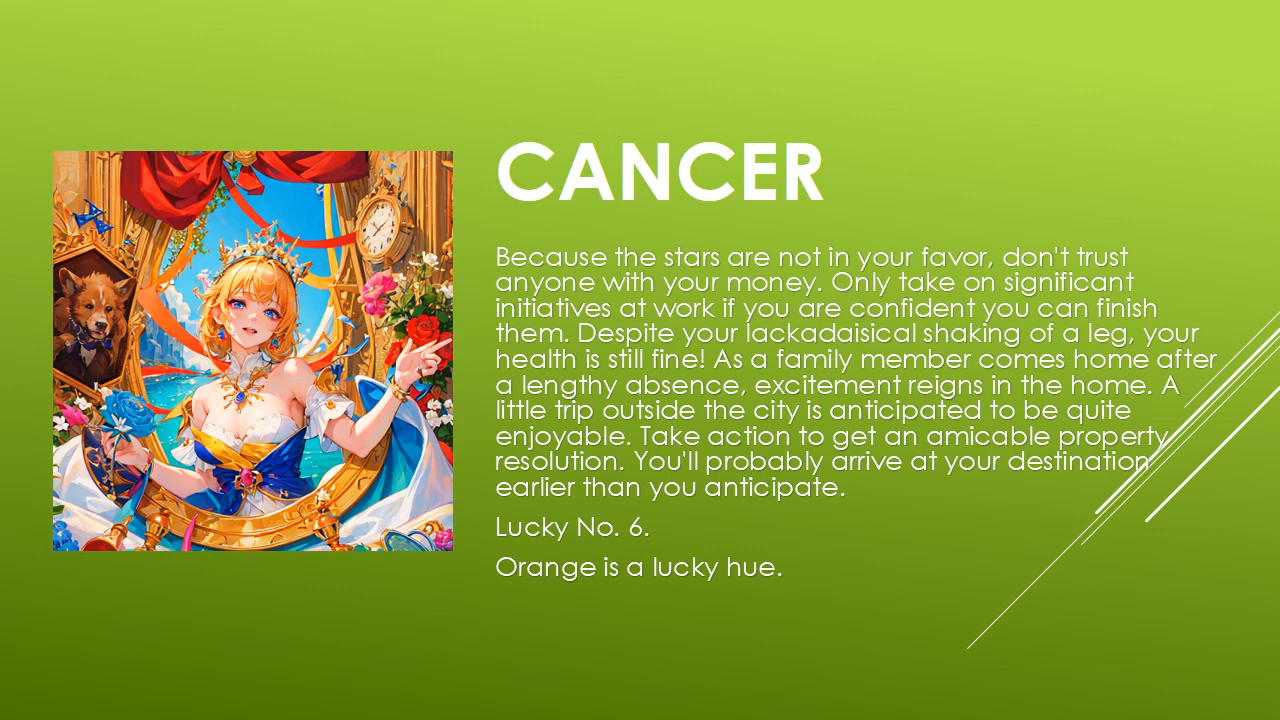 CANCER
Because the stars are not in your favor, don't trust
anyone with your money. Only take on significant
initiatives at work if you are confident you can finish
them. Despite your lackadaisical shaking of a leg, your
health is still fine! As a family member comes home after
a lengthy absence, excitement reigns in the home. A
little trip outside the city is anticipated to be quite
enjoyable. Take action to get an amicable property
resolution. You'll probably arrive at your destination
earlier than you anticipate.
Lucky No. 6.
Orange is a lucky hue.